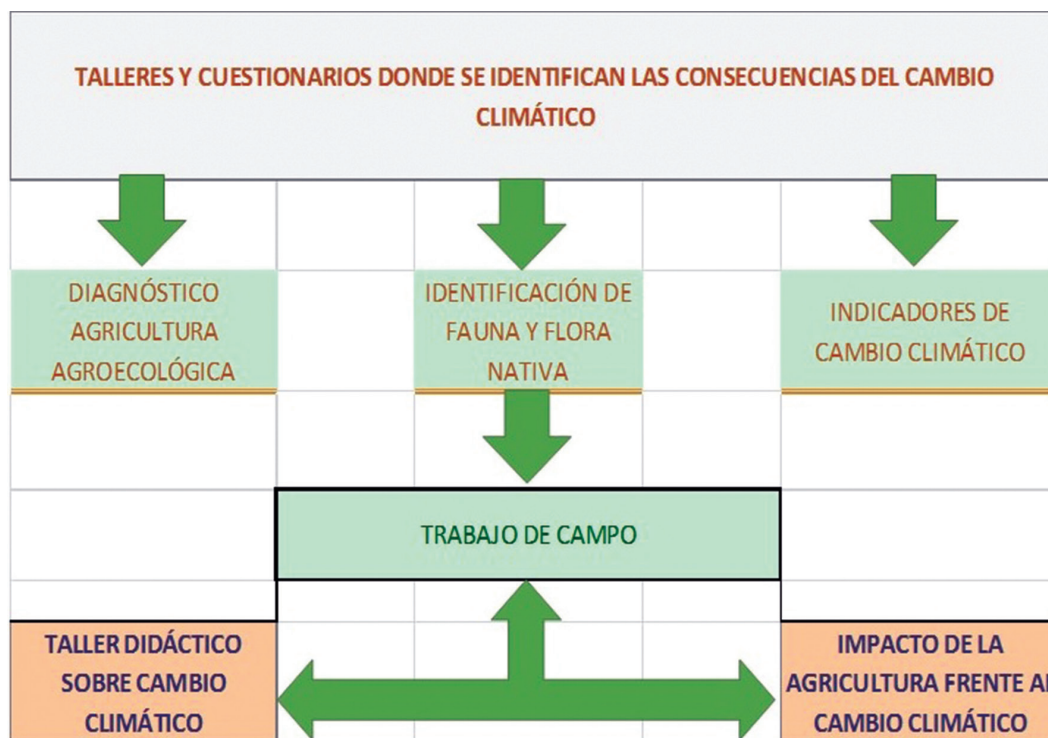 TALLERES Y CUESTIONARIOS DONDE SE IDENTIFICAN LAS CONSECUENCIAS DEL CAMBIO
CLIMÁTICO
DIAGNÓSTICO
AGRICULTURA
AGROECOLÓGICA
IDENTIFICACIÓN DE
FAUNA Y FLORA
NATIVA
INDICADORES DE
CAMBIO CLIMÁTICO
TRABAJO DE CAMPO
TALLER DIDÁCTICO
SOBRE CAMBIO
CLIMÁTICO
IMPACTO DE LA
AGRICULTURA FRENTE AL
CAMBIO CLIMÁTICO